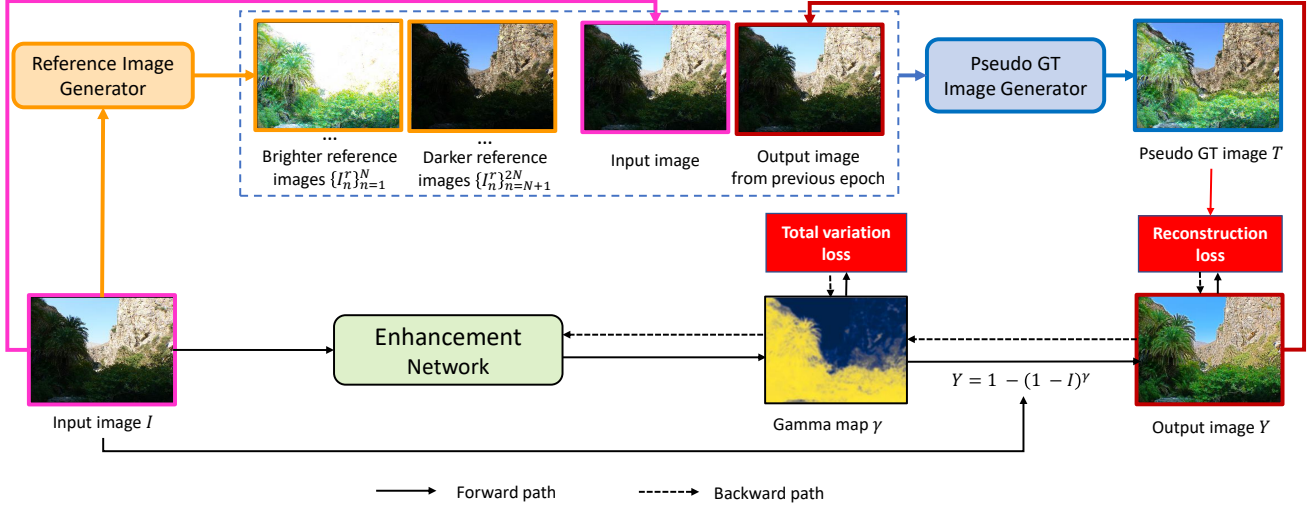 Reference Image
Generator
...
Brighter reference
images {I_n^r}_{n=1}^N
...
Darker reference
images {I_n^r}_{n=N+1}^{2N}
Input image
Output image
from previous epoch
Pseudo GT
Image Generator
Pseudo GT image T
Total variation
loss
Reconstruction
loss
Enhancement
Network
Y = 1 − (1 − I)^γ
Input image I
Gamma map γ
Output image Y
Forward path
Backward path